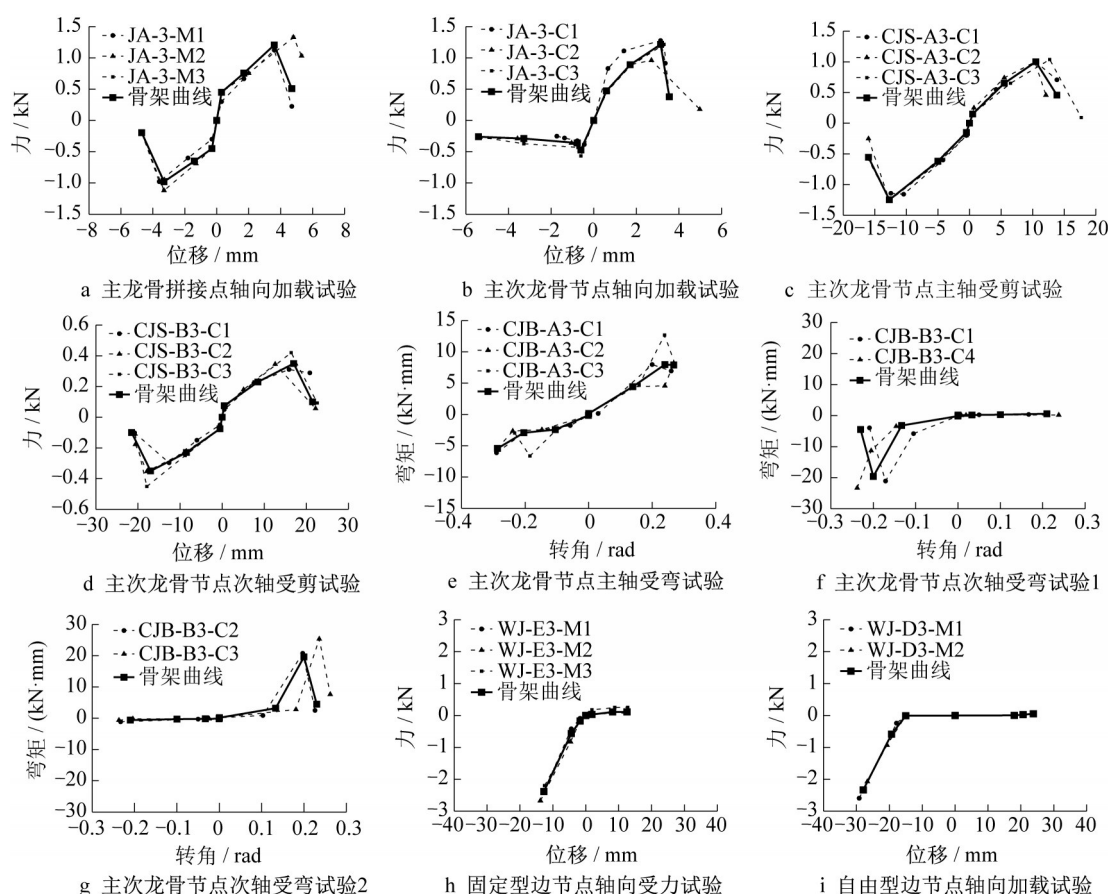 1.5
1.0
0.5
0
−0.5
−1.0
−1.5
力 / kN
JA-3-M1
JA-3-M2
JA-3-M3
骨架曲线
−8 −6 −4 −2 0 2 4 6 8
位移 / mm
a 主龙骨拼接点轴向加载试验
1.5
1.0
0.5
0
−0.5
−1.0
−1.5
力 / kN
JA-3-C1
JA-3-C2
JA-3-C3
骨架曲线
−6 −4 −2 0 2 4 6
位移 / mm
b 主次龙骨节点轴向加载试验
1.5
1.0
0.5
0
−0.5
−1.0
−1.5
力 / kN
CJS-A3-C1
CJS-A3-C2
CJS-A3-C3
骨架曲线
−20 −15 −10 −5 0 5 10 15 20
位移 / mm
c 主次龙骨节点主轴受剪试验
0.6
0.4
0.2
0
−0.2
−0.4
−0.6
力 / kN
CJS-B3-C1
CJS-B3-C2
CJS-B3-C3
骨架曲线
−30 −20 −10 0 10 20 30
位移 / mm
d 主次龙骨节点次轴受剪试验
15
10
5
0
−5
−10
−15
弯矩 / (kN·mm)
CJB-A3-C1
CJB-A3-C2
CJB-A3-C3
骨架曲线
−0.4 −0.2 0 0.2 0.4
转角 / rad
e 主次龙骨节点主轴受弯试验
30
20
10
0
−10
−20
−30
弯矩 / (kN·mm)
CJB-B3-C1
CJB-B3-C4
骨架曲线
−0.3 −0.2 −0.1 0 0.1 0.2 0.3
转角 / rad
f 主次龙骨节点次轴受弯试验1
30
20
10
0
10
20
30
弯矩 / (kN·mm)
CJB-B3-C2
CJB-B3-C3
骨架曲线
−0.3 −0.2 −0.1 0 0.1 0.2 0.3
转角 / rad
g 主次龙骨节点次轴受弯试验2
3
2
1
0
−1
−2
−3
力 / kN
WJ-E3-M1
WJ-E3-M2
WJ-E3-M3
骨架曲线
−40 −30 −20 −10 0 10 20 30 40
位移 / mm
h 固定型边节点轴向受力试验
3
2
1
0
−1
−2
−3
力 / kN
WJ-D3-M1
WJ-D3-M2
骨架曲线
−40 −30 −20 −10 0 10 20 30 40
位移 / mm
i 自由型边节点轴向加载试验